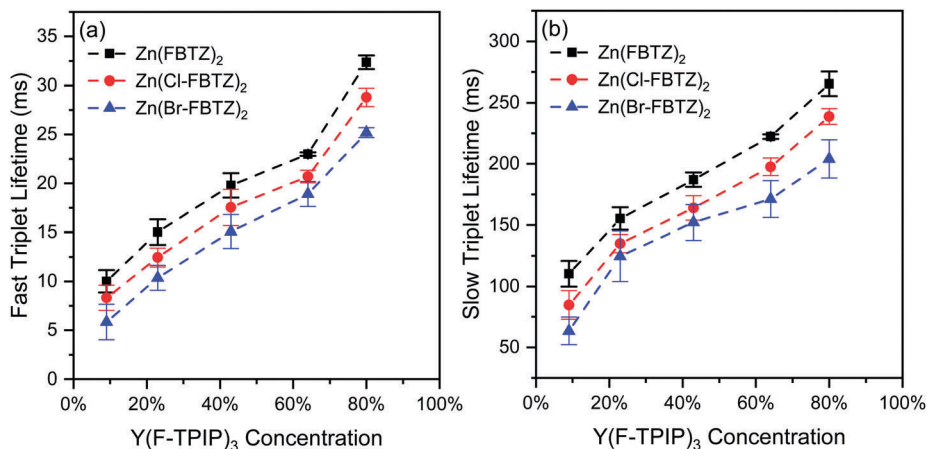 (a)
Zn(FBTZ)₂
Zn(Cl-FBTZ)₂
Zn(Br-FBTZ)₂
Fast Triplet Lifetime (ms)
35
30
25
20
15
10
5
0
0% 20% 40% 60% 80% 100%
Y(F-TPIP)₃ Concentration
(b)
Zn(FBTZ)₂
Zn(Cl-FBTZ)₂
Zn(Br-FBTZ)₂
Slow Triplet Lifetime (ms)
300
250
200
150
100
50
0% 20% 40% 60% 80% 100%
Y(F-TPIP)₃ Concentration